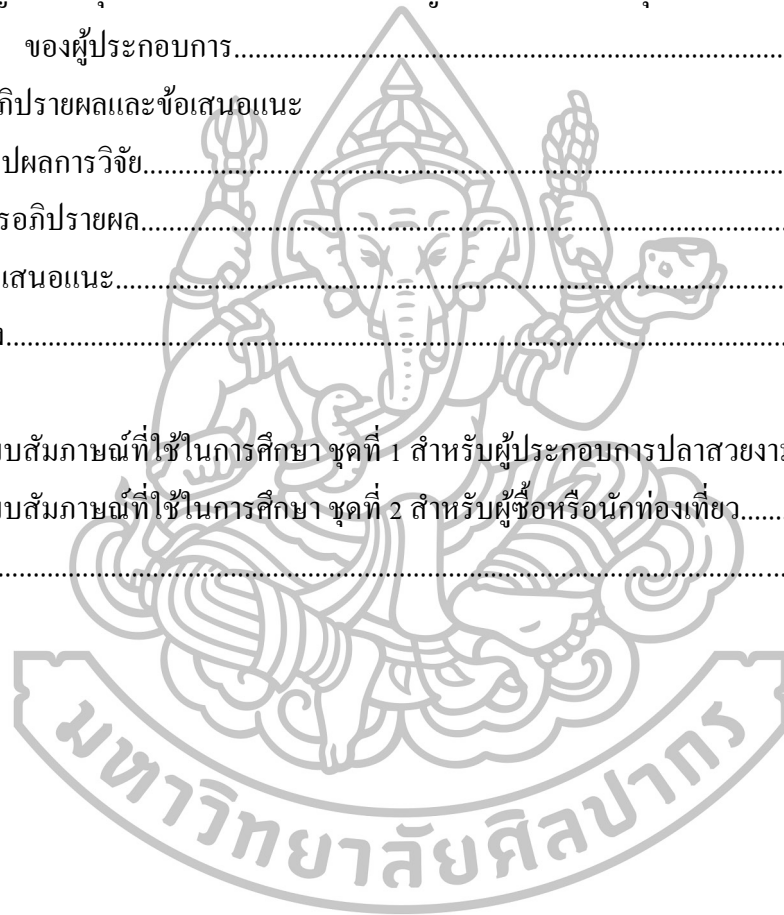 ของผู้ประกอบการ................................................................................
ภิปรายผลและข้อเสนอแนะ
ปผลการวิจัย................................................................................
รอภิปรายผล................................................................................
เสนอแนะ................................................................................
บสัมภาษณ์ที่ใช้ในการศึกษา ชุดที่ 1 สำหรับผู้ประกอบการปลาสวยงา
บสัมภาษณ์ที่ใช้ในการศึกษา ชุดที่ 2 สำหรับผู้ซื้อหรือนักท่องเที่ยว.......
มหาวิทยาลัยศิลปากร